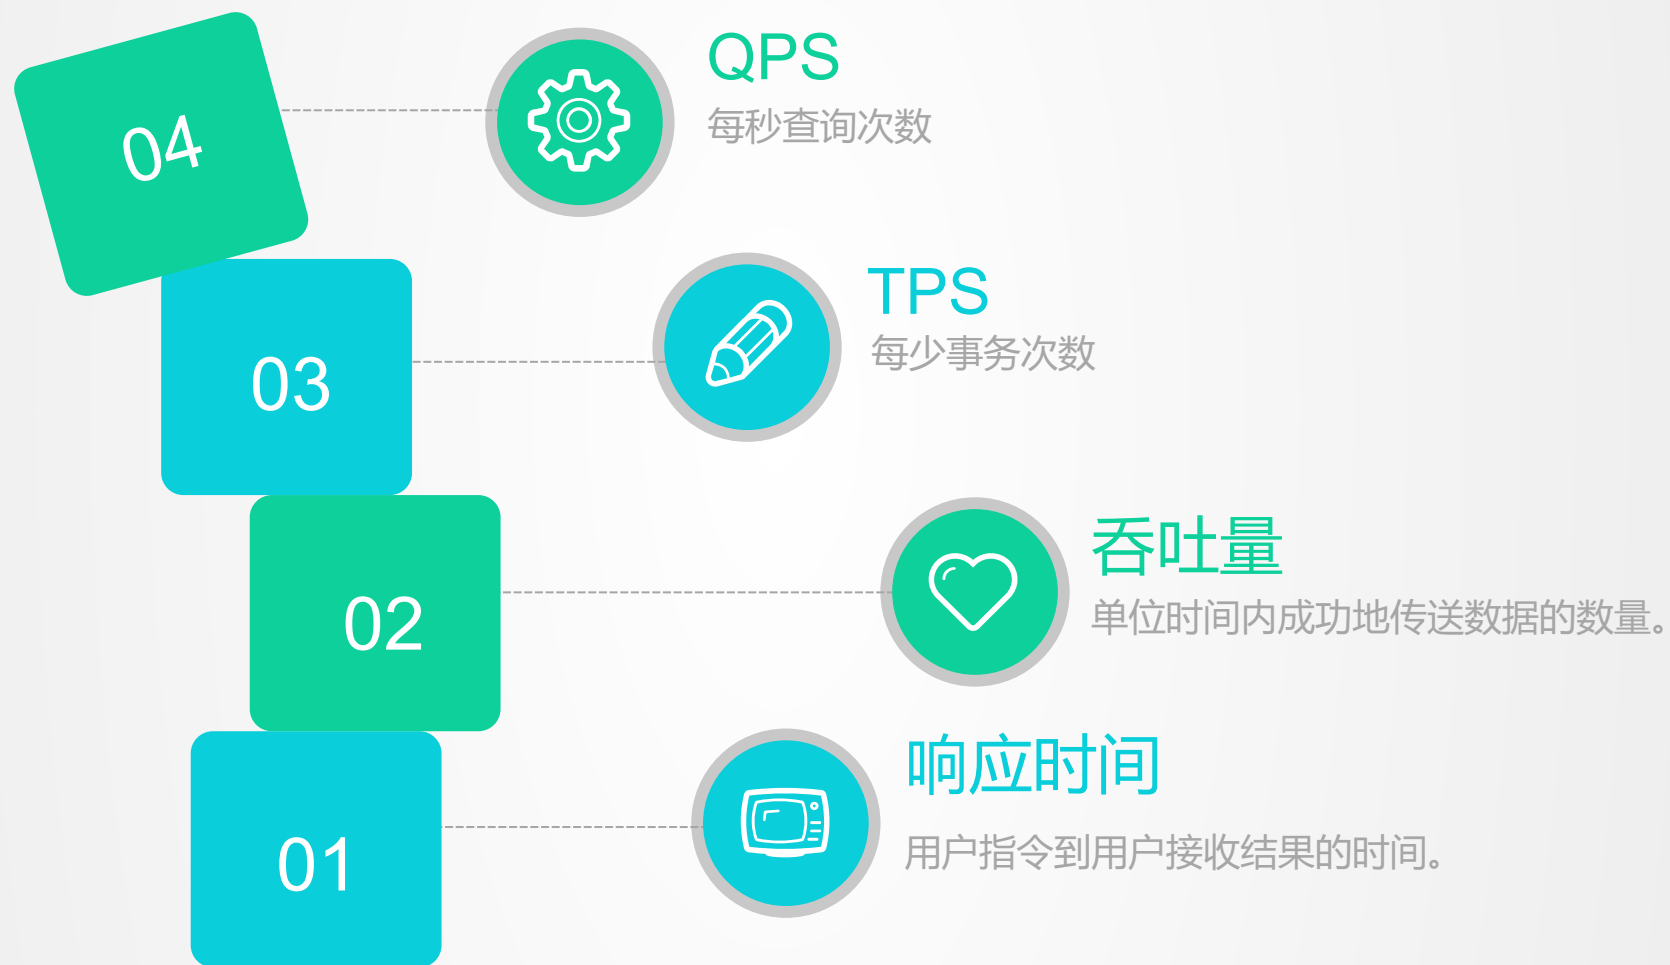 04
QPS
每秒查询次数
03
TPS
每少事务次数
02
吞吐量
单位时间内成功地传送数据的数量。
01
响应时间
用户指令到用户接收结果的时间。